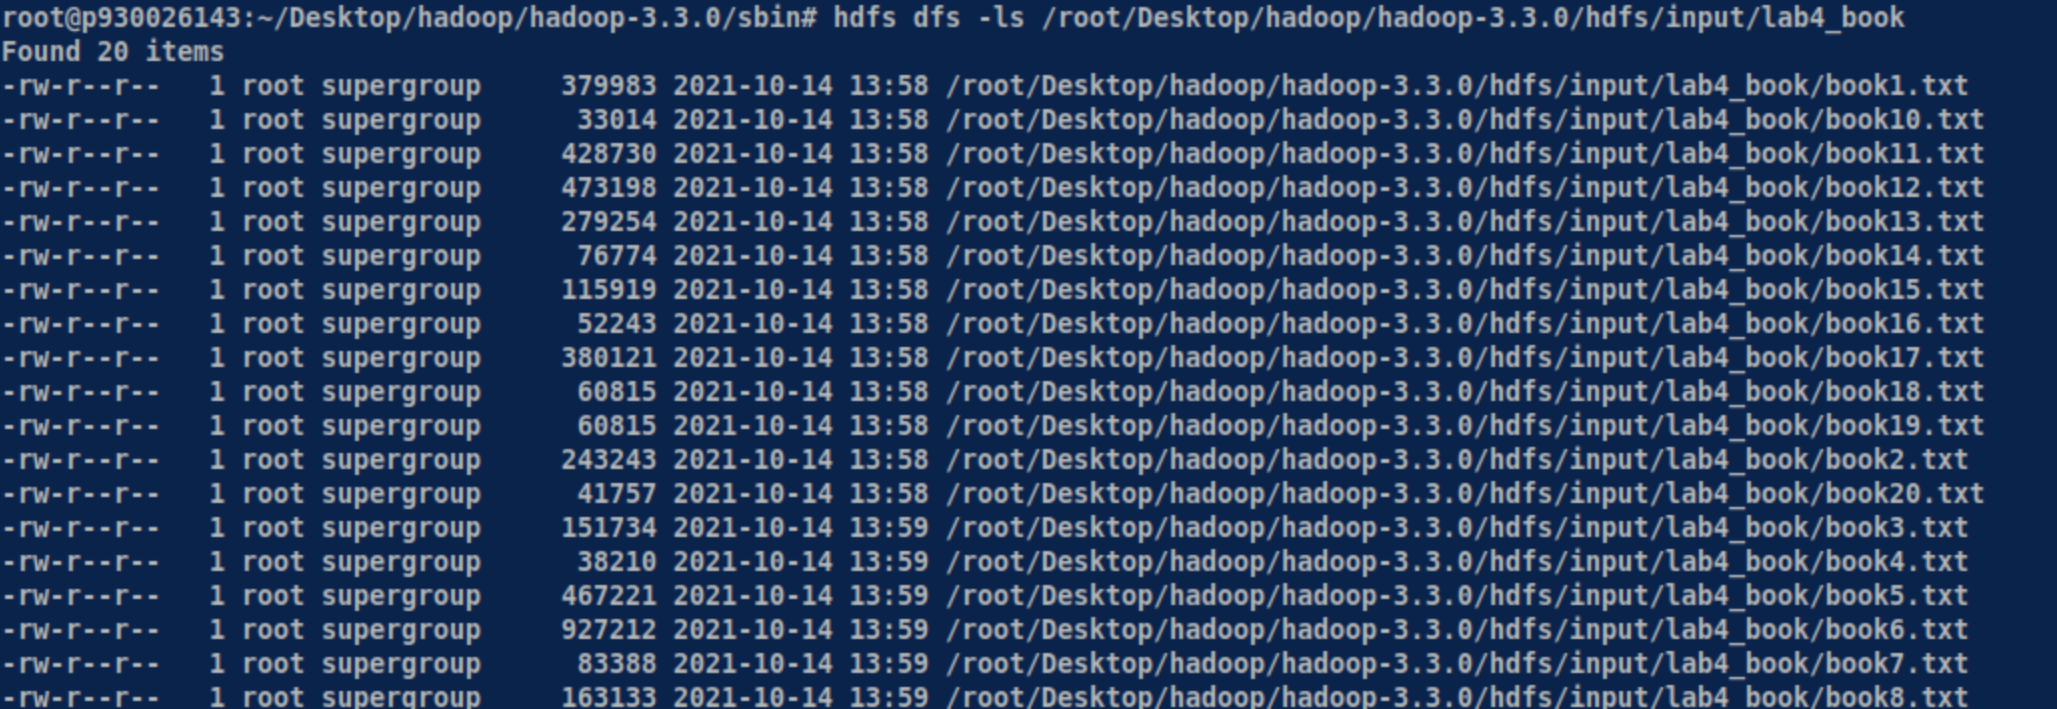 root@p930026143:~/Desktop/hadoop/hadoop-3.3.0/sbin# hdfs dfs -ls /root/Desktop/hadoop/hadoop-3.3.0/hdfs/input/lab4_book
Found 20 items
-rw-r--r--   1 root supergroup     379983 2021-10-14 13:58 /root/Desktop/hadoop/hadoop-3.3.0/hdfs/input/lab4_book/book1.txt
-rw-r--r--   1 root supergroup      33014 2021-10-14 13:58 /root/Desktop/hadoop/hadoop-3.3.0/hdfs/input/lab4_book/book10.txt
-rw-r--r--   1 root supergroup     428730 2021-10-14 13:58 /root/Desktop/hadoop/hadoop-3.3.0/hdfs/input/lab4_book/book11.txt
-rw-r--r--   1 root supergroup     473198 2021-10-14 13:58 /root/Desktop/hadoop/hadoop-3.3.0/hdfs/input/lab4_book/book12.txt
-rw-r--r--   1 root supergroup     279254 2021-10-14 13:58 /root/Desktop/hadoop/hadoop-3.3.0/hdfs/input/lab4_book/book13.txt
-rw-r--r--   1 root supergroup      76774 2021-10-14 13:58 /root/Desktop/hadoop/hadoop-3.3.0/hdfs/input/lab4_book/book14.txt
-rw-r--r--   1 root supergroup     115919 2021-10-14 13:58 /root/Desktop/hadoop/hadoop-3.3.0/hdfs/input/lab4_book/book15.txt
-rw-r--r--   1 root supergroup      52243 2021-10-14 13:58 /root/Desktop/hadoop/hadoop-3.3.0/hdfs/input/lab4_book/book16.txt
-rw-r--r--   1 root supergroup     380121 2021-10-14 13:58 /root/Desktop/hadoop/hadoop-3.3.0/hdfs/input/lab4_book/book17.txt
-rw-r--r--   1 root supergroup      60815 2021-10-14 13:58 /root/Desktop/hadoop/hadoop-3.3.0/hdfs/input/lab4_book/book18.txt
-rw-r--r--   1 root supergroup      60815 2021-10-14 13:58 /root/Desktop/hadoop/hadoop-3.3.0/hdfs/input/lab4_book/book19.txt
-rw-r--r--   1 root supergroup     243243 2021-10-14 13:58 /root/Desktop/hadoop/hadoop-3.3.0/hdfs/input/lab4_book/book2.txt
-rw-r--r--   1 root supergroup      41757 2021-10-14 13:58 /root/Desktop/hadoop/hadoop-3.3.0/hdfs/input/lab4_book/book20.txt
-rw-r--r--   1 root supergroup     151734 2021-10-14 13:59 /root/Desktop/hadoop/hadoop-3.3.0/hdfs/input/lab4_book/book3.txt
-rw-r--r--   1 root supergroup      38210 2021-10-14 13:59 /root/Desktop/hadoop/hadoop-3.3.0/hdfs/input/lab4_book/book4.txt
-rw-r--r--   1 root supergroup     467221 2021-10-14 13:59 /root/Desktop/hadoop/hadoop-3.3.0/hdfs/input/lab4_book/book5.txt
-rw-r--r--   1 root supergroup     927212 2021-10-14 13:59 /root/Desktop/hadoop/hadoop-3.3.0/hdfs/input/lab4_book/book6.txt
-rw-r--r--   1 root supergroup      83388 2021-10-14 13:59 /root/Desktop/hadoop/hadoop-3.3.0/hdfs/input/lab4_book/book7.txt
-rw-r--r--   1 root supergroup     163133 2021-10-14 13:59 /root/Desktop/hadoop/hadoop-3.3.0/hdfs/input/lab4_book/book8.txt